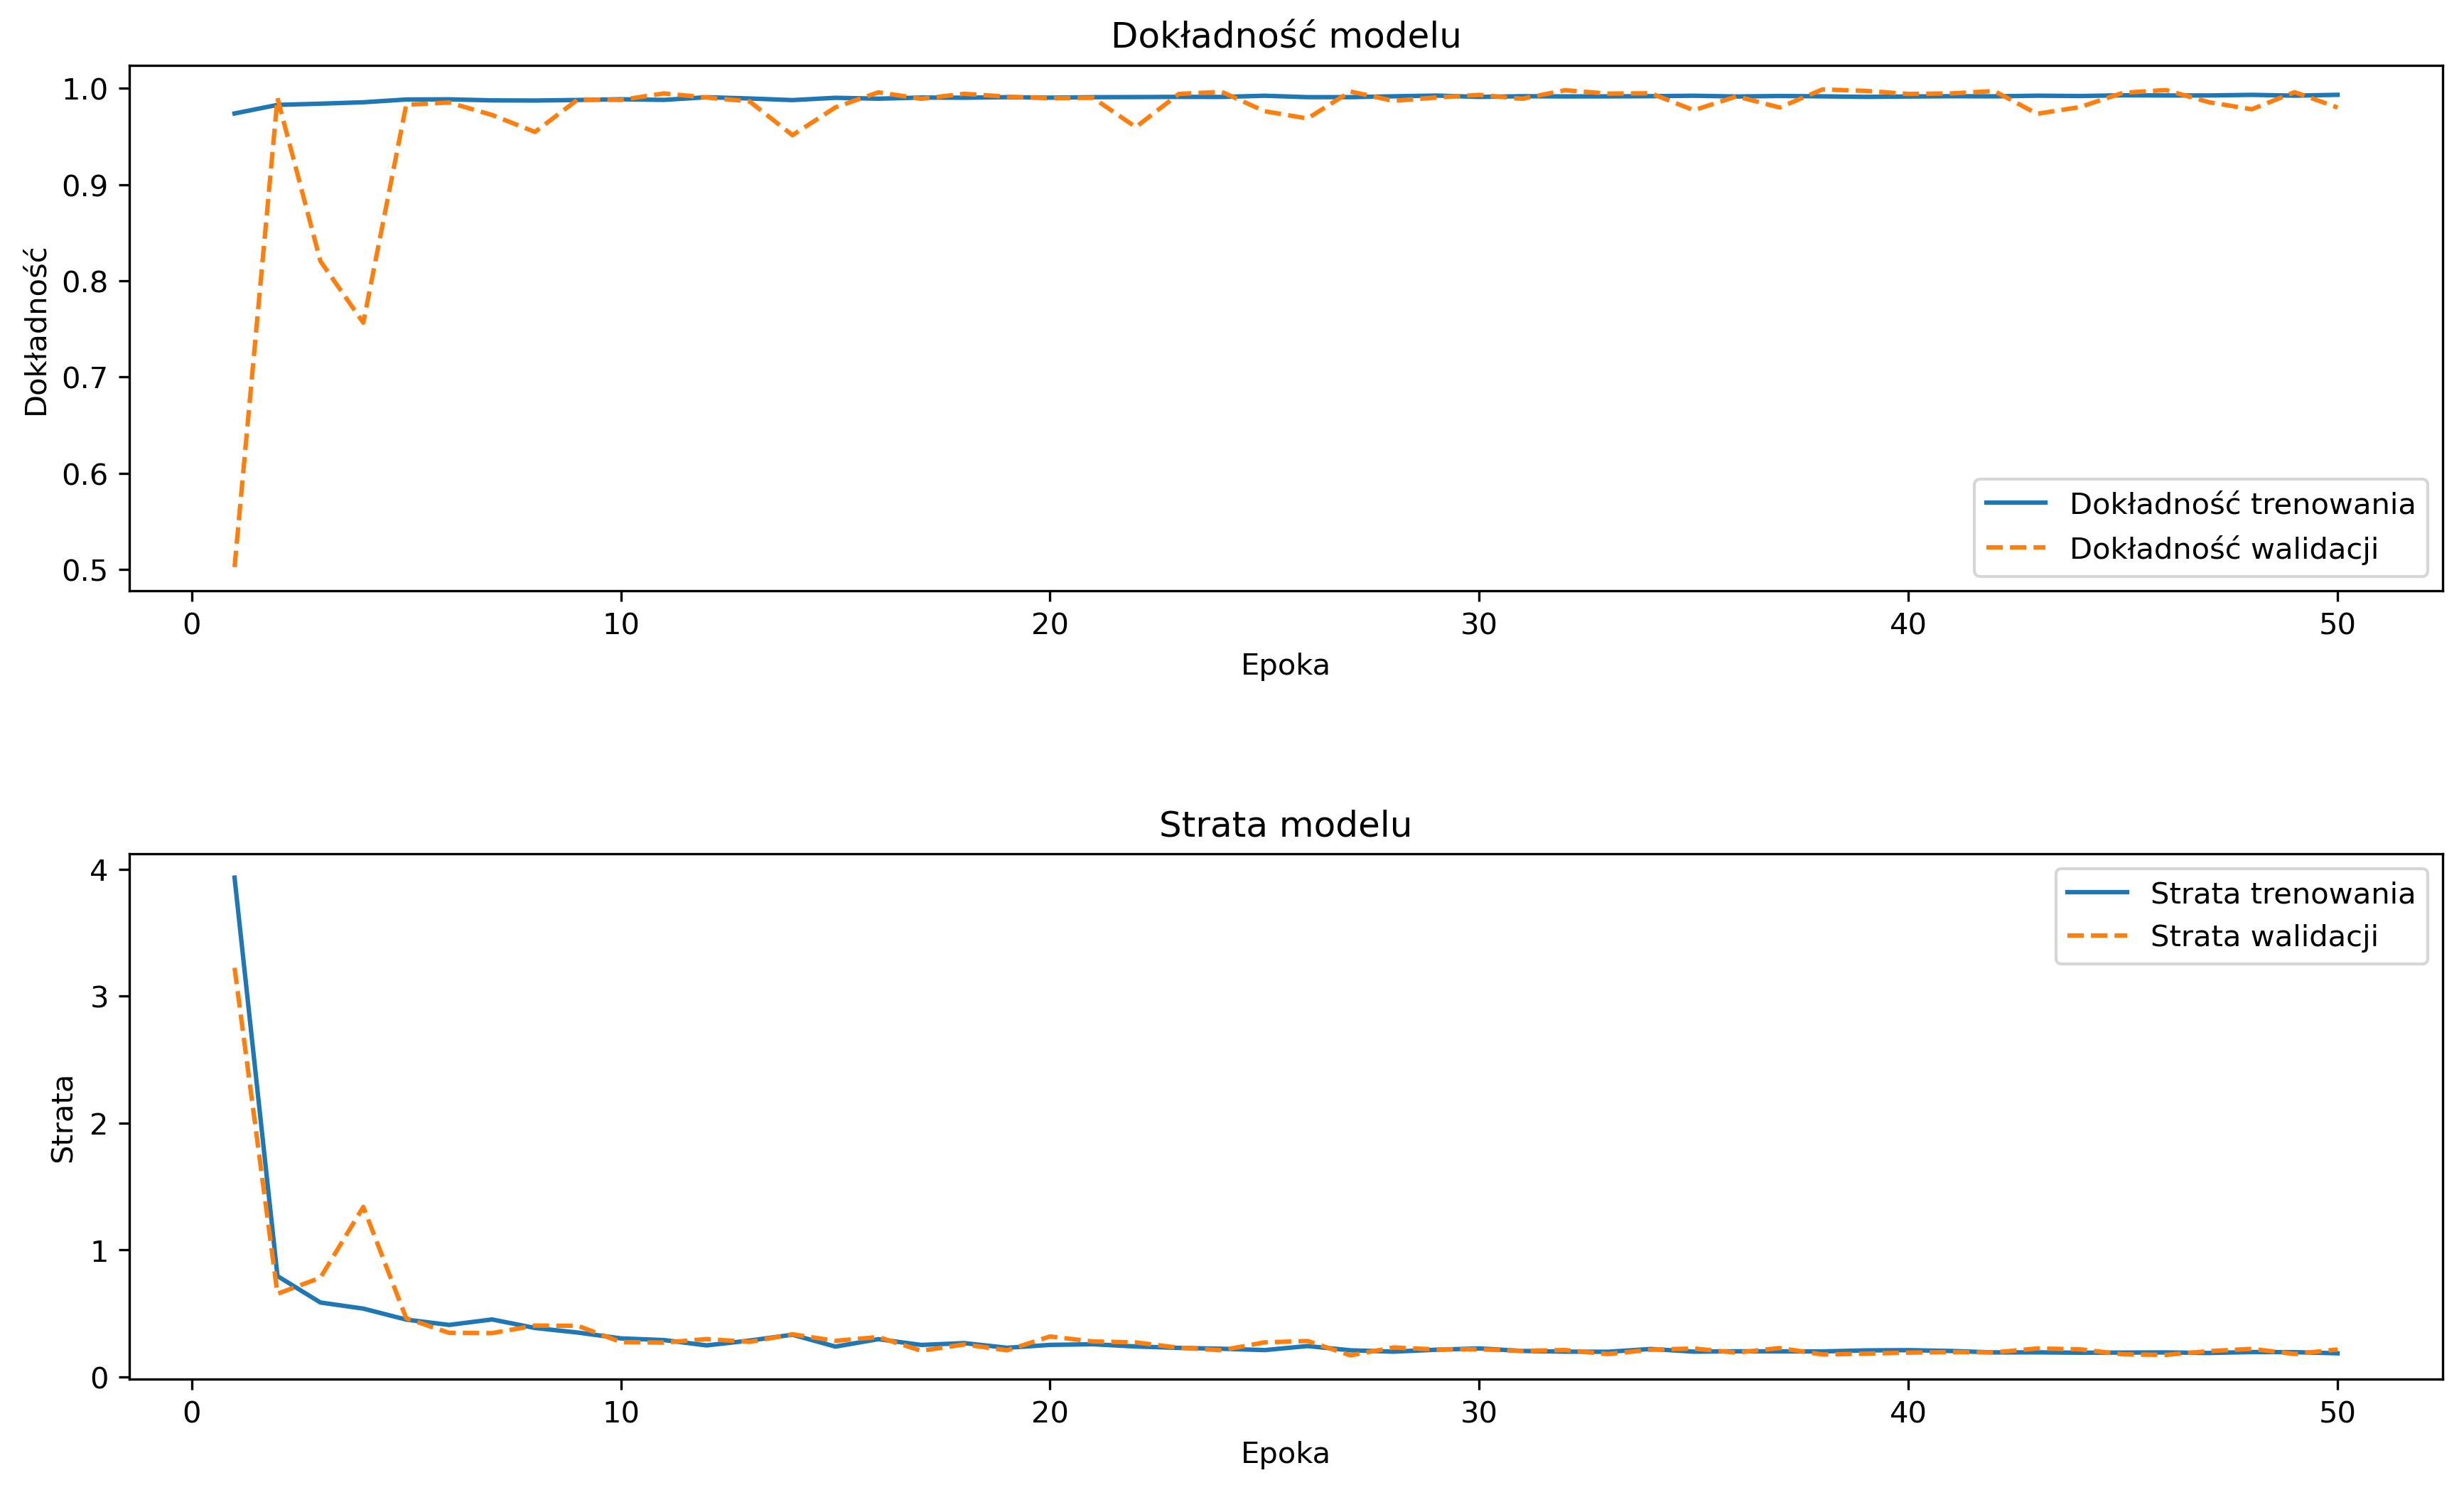 Dokładność modelu
1.0
0.9
0.8
0.7
0.6
0.5
Dokładność
Dokładność trenowania
Dokładność walidacji
0 10 20 30 40 50
Epoka
Strata modelu
4
3
2
1
0
Strata
Strata trenowania
Strata walidacji
0 10 20 30 40 50
Epoka